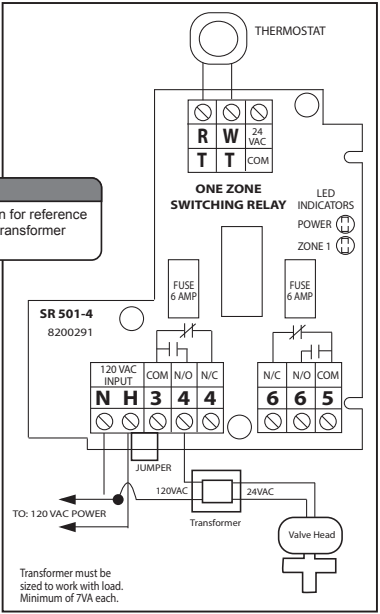 THERMOSTAT
R W 24 VAC
T T COM
ONE ZONE
SWITCHING RELAY
LED
INDICATORS
POWER
ZONE 1
n for reference
ransformer
FUSE
6 AMP
FUSE
6 AMP
SR 501-4
8200291
120 VAC
INPUT
COM N/O N/C
N H 3 4 4
N/C N/O COM
6 6 5
JUMPER
120VAC
24VAC
TO: 120 VAC POWER
Transformer
Valve Head
Transformer must be
sized to work with load.
Minimum of 7VA each.